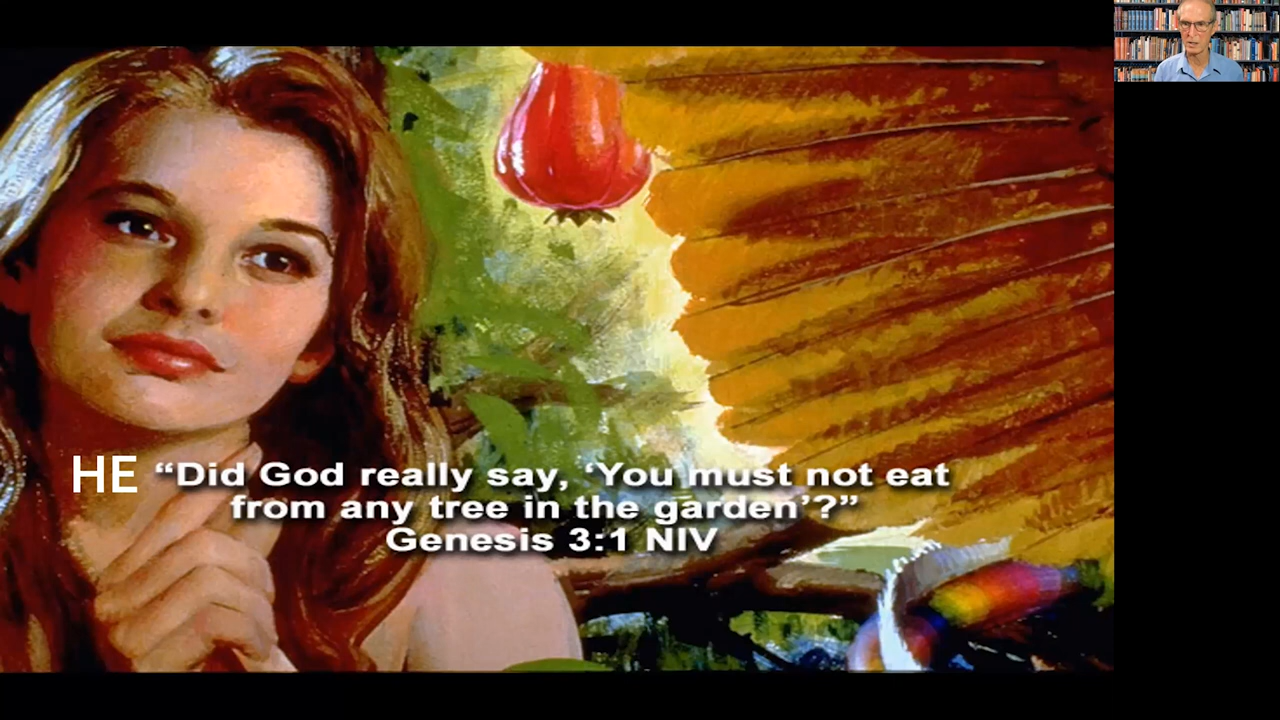 HE “Did God really say, ‘You must not eat
from any tree in the garden’?”
Genesis 3:1 NIV